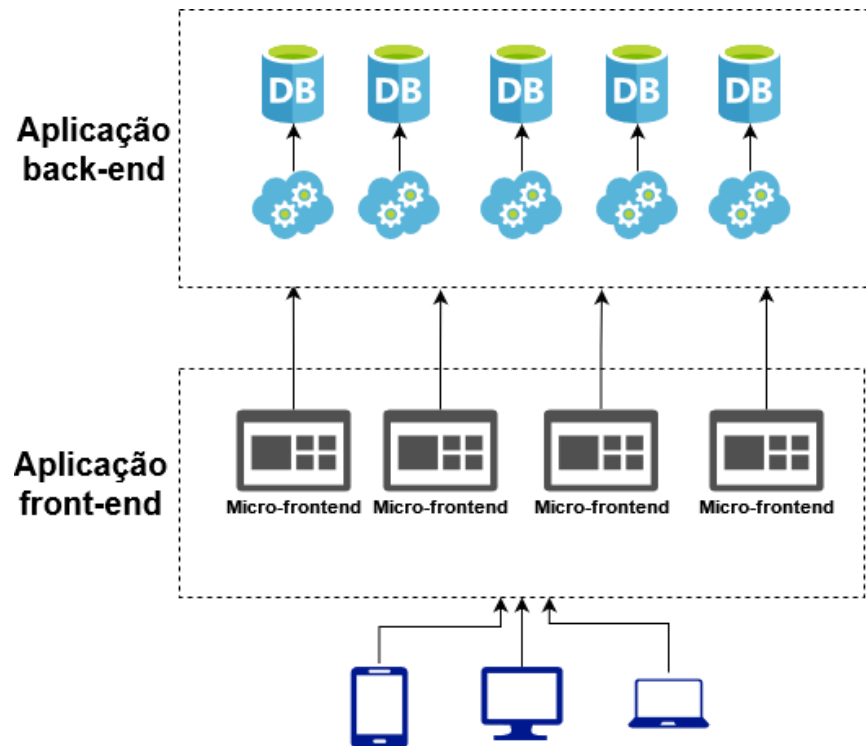 DB DB DB DB DB
Aplicação
back-end
Aplicação
front-end
Micro-frontend Micro-frontend Micro-frontend Micro-frontend